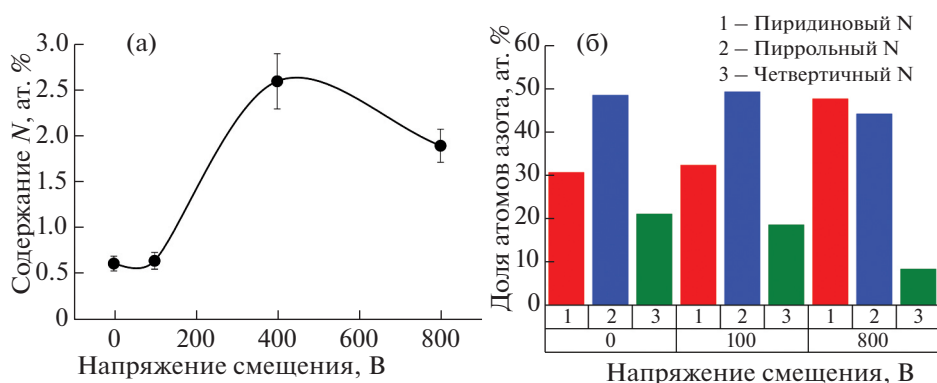 (а)
Содержание N, ат. %
3.0
2.5
2.0
1.5
1.0
0.5
0
0 200 400 600 800
Напряжение смещения, В
(б)
1 – Пиридиновый N
2 – Пиррольный N
3 – Четвертичный N
Доля атомов азота, ат. %
60
50
40
30
20
10
0
1 2 3 1 2 3 1 2 3
0 100 800
Напряжение смещения, В